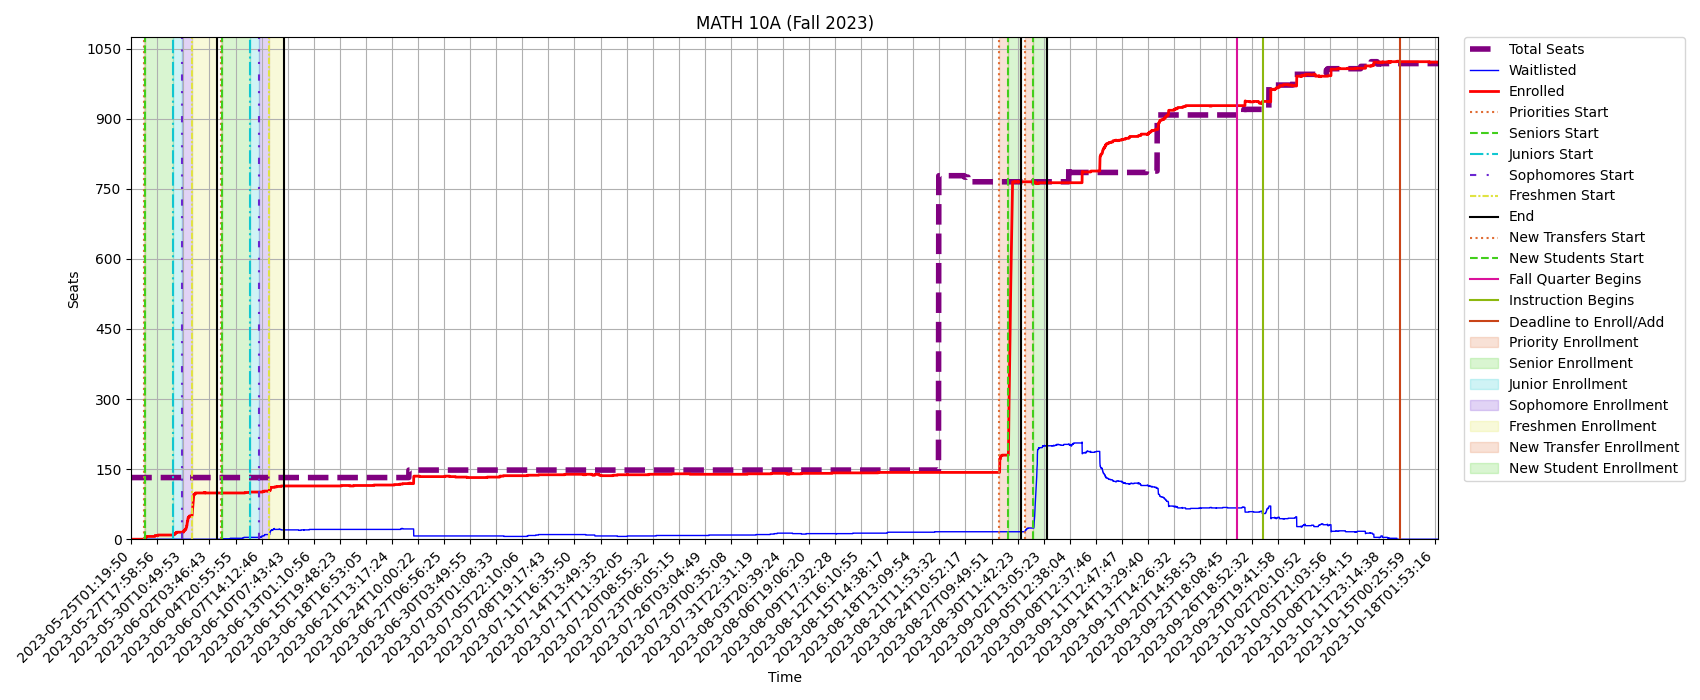 MATH 10A (Fall 2023)
1050
900
750
600
450
300
150
0
Seats
2023-05-25T01:19:50
2023-05-27T17:58:56
2023-05-30T10:49:53
2023-06-02T03:46:43
2023-06-04T20:55:55
2023-06-07T14:12:46
2023-06-10T07:43:43
2023-06-13T01:10:56
2023-06-15T19:48:23
2023-06-18T16:53:05
2023-06-21T13:17:24
2023-06-24T10:00:22
2023-06-27T06:56:25
2023-06-30T03:49:55
2023-07-03T01:08:33
2023-07-05T22:10:06
2023-07-08T19:17:43
2023-07-11T16:35:50
2023-07-14T13:49:35
2023-07-17T11:32:05
2023-07-20T08:55:32
2023-07-23T06:05:15
2023-07-26T03:04:49
2023-07-29T00:35:08
2023-07-31T22:31:19
2023-08-03T20:39:24
2023-08-06T19:06:20
2023-08-09T17:32:28
2023-08-12T16:10:55
2023-08-15T14:38:17
2023-08-18T13:09:54
2023-08-21T11:53:32
2023-08-24T10:52:17
2023-08-27T09:49:51
2023-08-30T11:42:23
2023-09-02T13:05:23
2023-09-05T12:38:04
2023-09-08T12:37:46
2023-09-11T12:47:47
2023-09-14T13:29:40
2023-09-17T14:26:32
2023-09-20T14:58:53
2023-09-23T17:08:45
2023-09-26T18:52:32
2023-09-29T19:41:58
2023-10-02T20:10:52
2023-10-05T21:03:56
2023-10-08T21:54:15
2023-10-11T23:14:38
2023-10-15T00:25:59
2023-10-18T01:53:16
Time
Total Seats
Waitlisted
Enrolled
Priorities Start
Seniors Start
Juniors Start
Sophomores Start
Freshmen Start
End
New Transfers Start
New Students Start
Fall Quarter Begins
Instruction Begins
Deadline to Enroll/Add
Priority Enrollment
Senior Enrollment
Junior Enrollment
Sophomore Enrollment
Freshmen Enrollment
New Transfer Enrollment
New Student Enrollment